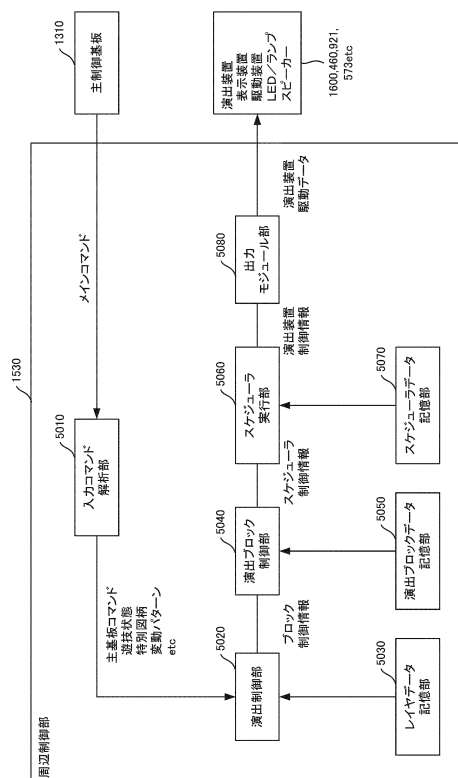 周辺制御部
1530
主制御基板
1310
メインコマンド
入力コマンド
解析部
5010
主基板コマンド
遊技状態
特別図柄
変動パターン
etc
演出制御部
5020
ブロック
制御情報
演出ブロック
制御部
5040
スケジューラ
制御情報
スケジューラ
実行部
5060
演出装置
制御情報
出力
モジュール部
5080
演出装置
駆動データ
演出装置
表示装置
駆動装置
LED/ランプ
スピーカー
1600,460,921,
573etc
レイヤデータ
記憶部
5030
演出ブロックデータ
記憶部
5050
スケジューラデータ
記憶部
5070